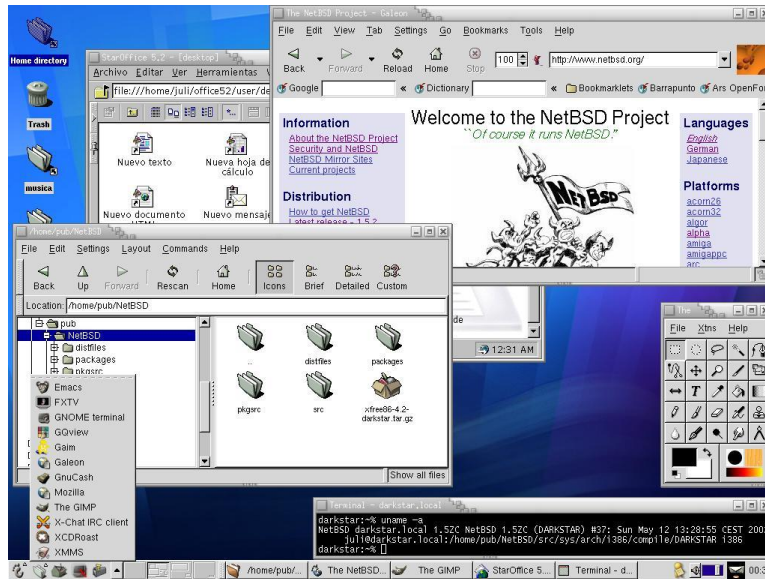 Home directory
Trash
musica
StarOffice 5.2 - [desktop]
Archivo Editar Ver Herramientas
file:///home/juli/office52/user/de
Nuevo texto
Nueva hoja de
cálculo
Nuevo documento
Nuevo mensaje
The NetBSD Project - Galeon
File Edit View Tab Settings Go Bookmarks Tools Help
Back Forward Reload Home Stop 100 http://www.netbsd.org/
Google « Dictionary « Bookmarklets Barrapunto Ars OpenFor
Information
About the NetBSD Project
Security and NetBSD
NetBSD Mirror Sites
Current projects
Distribution
How to get NetBSD
Latest release - 1.5.2
Welcome to the NetBSD Project
``Of course it runs NetBSD.''
NETBSD
Languages
English
German
Japanese
Platforms
acorn26
acorn32
algor
alpha
amiga
amigappc
arc
/home/pub/NetBSD
File Edit Settings Layout Commands Help
Back Up Forward Rescan Home Icons Brief Detailed Custom
Location: /home/pub/NetBSD
pub
NetBSD
distfiles
packages
pkgsrc
..
distfiles
packages
pkgsrc
src
xfree86-4.2-
darkstar.tar.gz
Show all files
de
12:31 AM
Emacs
FXTV
GNOME terminal
GQview
Gaim
Galeon
GnuCash
Mozilla
The GIMP
X-Chat IRC client
XCDRoast
XMMS
The
File Xtns Help
Terminal - darkstar.local
darkstar:~% uname -a
NetBSD darkstar.local 1.5ZC NetBSD 1.5ZC (DARKSTAR) #37: Sun May 12 13:28:55 CEST 200
juli@darkstar.local:/home/pub/NetBSD/src/sys/arch/i386/compile/DARKSTAR i386
darkstar:~%
/home/pub/...
The NetBSD...
The GIMP
StarOffice 5...
Terminal - d...